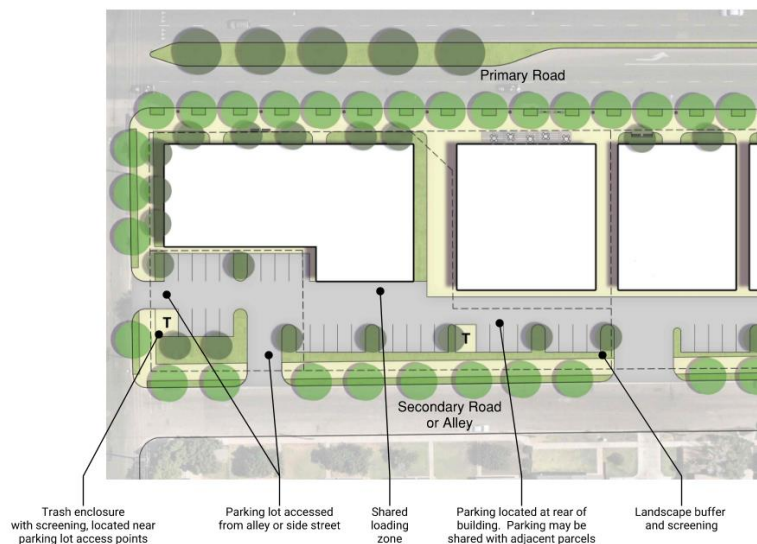 Primary Road
T
T
Secondary Road
or Alley
Trash enclosure
with screening, located near
parking lot access points
Parking lot accessed
from alley or side street
Shared
loading
zone
Parking located at rear of
building. Parking may be
shared with adjacent parcels
Landscape buffer
and screening